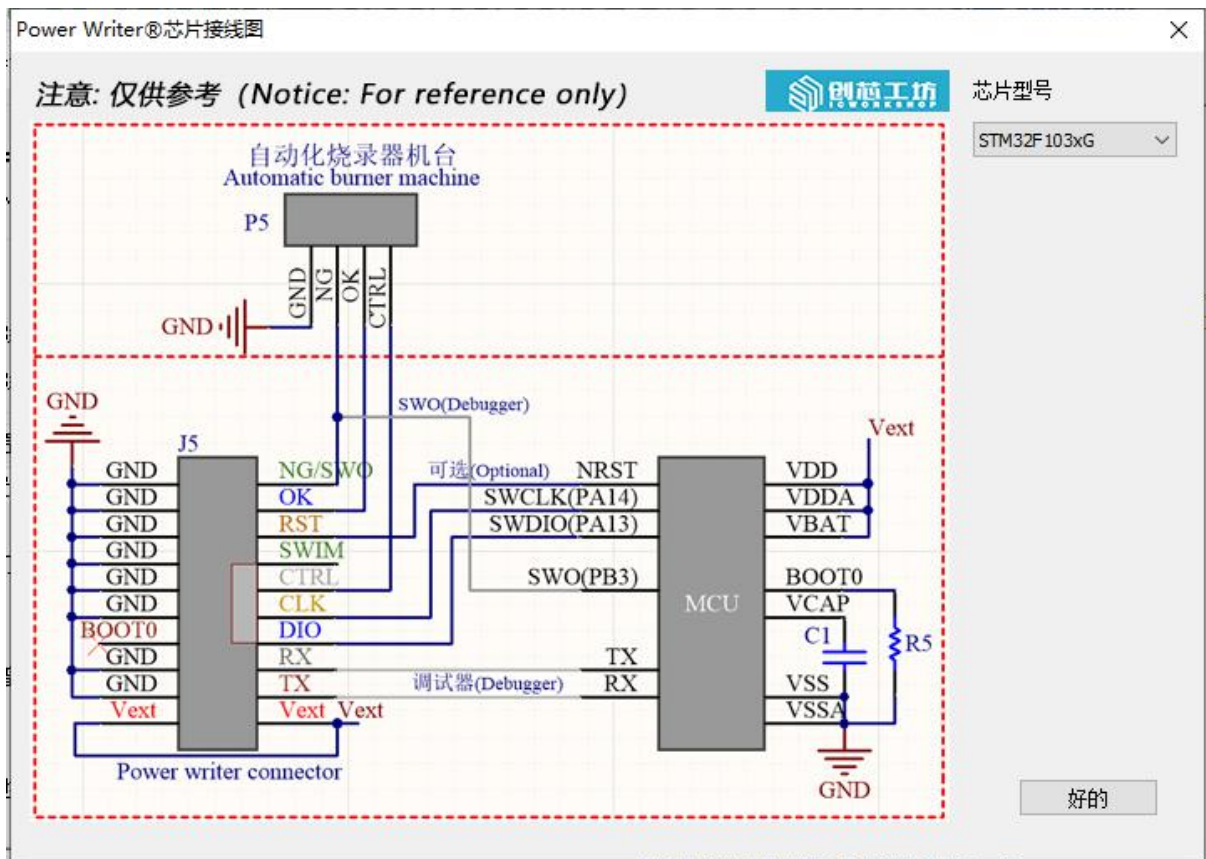 Power Writer®芯片接线图
注意: 仅供参考 (Notice: For reference only)
创芯工坊
ICWORKSHOP
芯片型号
STM32F103xG
自动化烧录器机台
Automatic burner machine
P5
GND
NG
OK
CTRL
GND
SWO(Debugger)
GND
J5
Vext
GND NG/SWO 可选(Optional) NRST VDD
GND OK SWCLK(PA14) VDDA
GND RST SWDIO(PA13) VBAT
GND SWIM
GND CTRL SWO(PB3) BOOT0
GND CLK MCU VCAP
BOOT0 DIO C1 R5
GND RX TX
GND TX 调试器(Debugger) RX VSS
Vext Vext Vext VSSA
Power writer connector
GND
好的